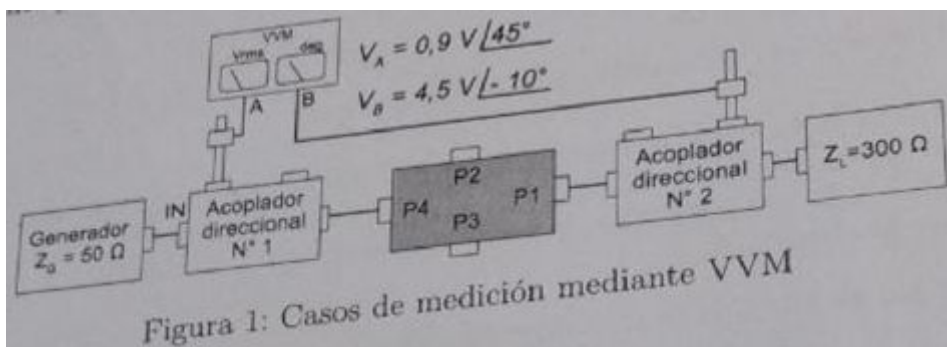 VVM
Vrms
deg
A
B
V_A = 0,9 V∠45°
V_B = 4,5 V∠- 10°
Generador
Z_G = 50 Ω
IN
Acoplador
direccional
N° 1
P4
P2
P3
P1
Acoplador
direccional
N° 2
Z_L=300 Ω
Figura 1: Casos de medición mediante VVM